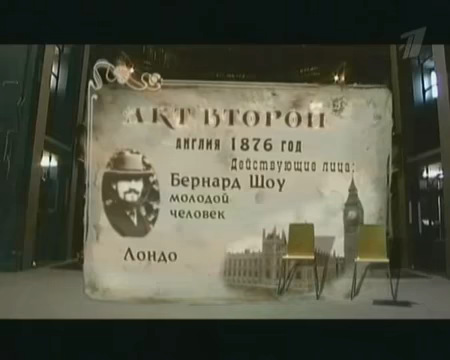 АКТ ВТОРОЙ
АНГЛИЯ 1876 ГОД
Действующие лица:
Бернард Шоу
молодой
человек
Лондо